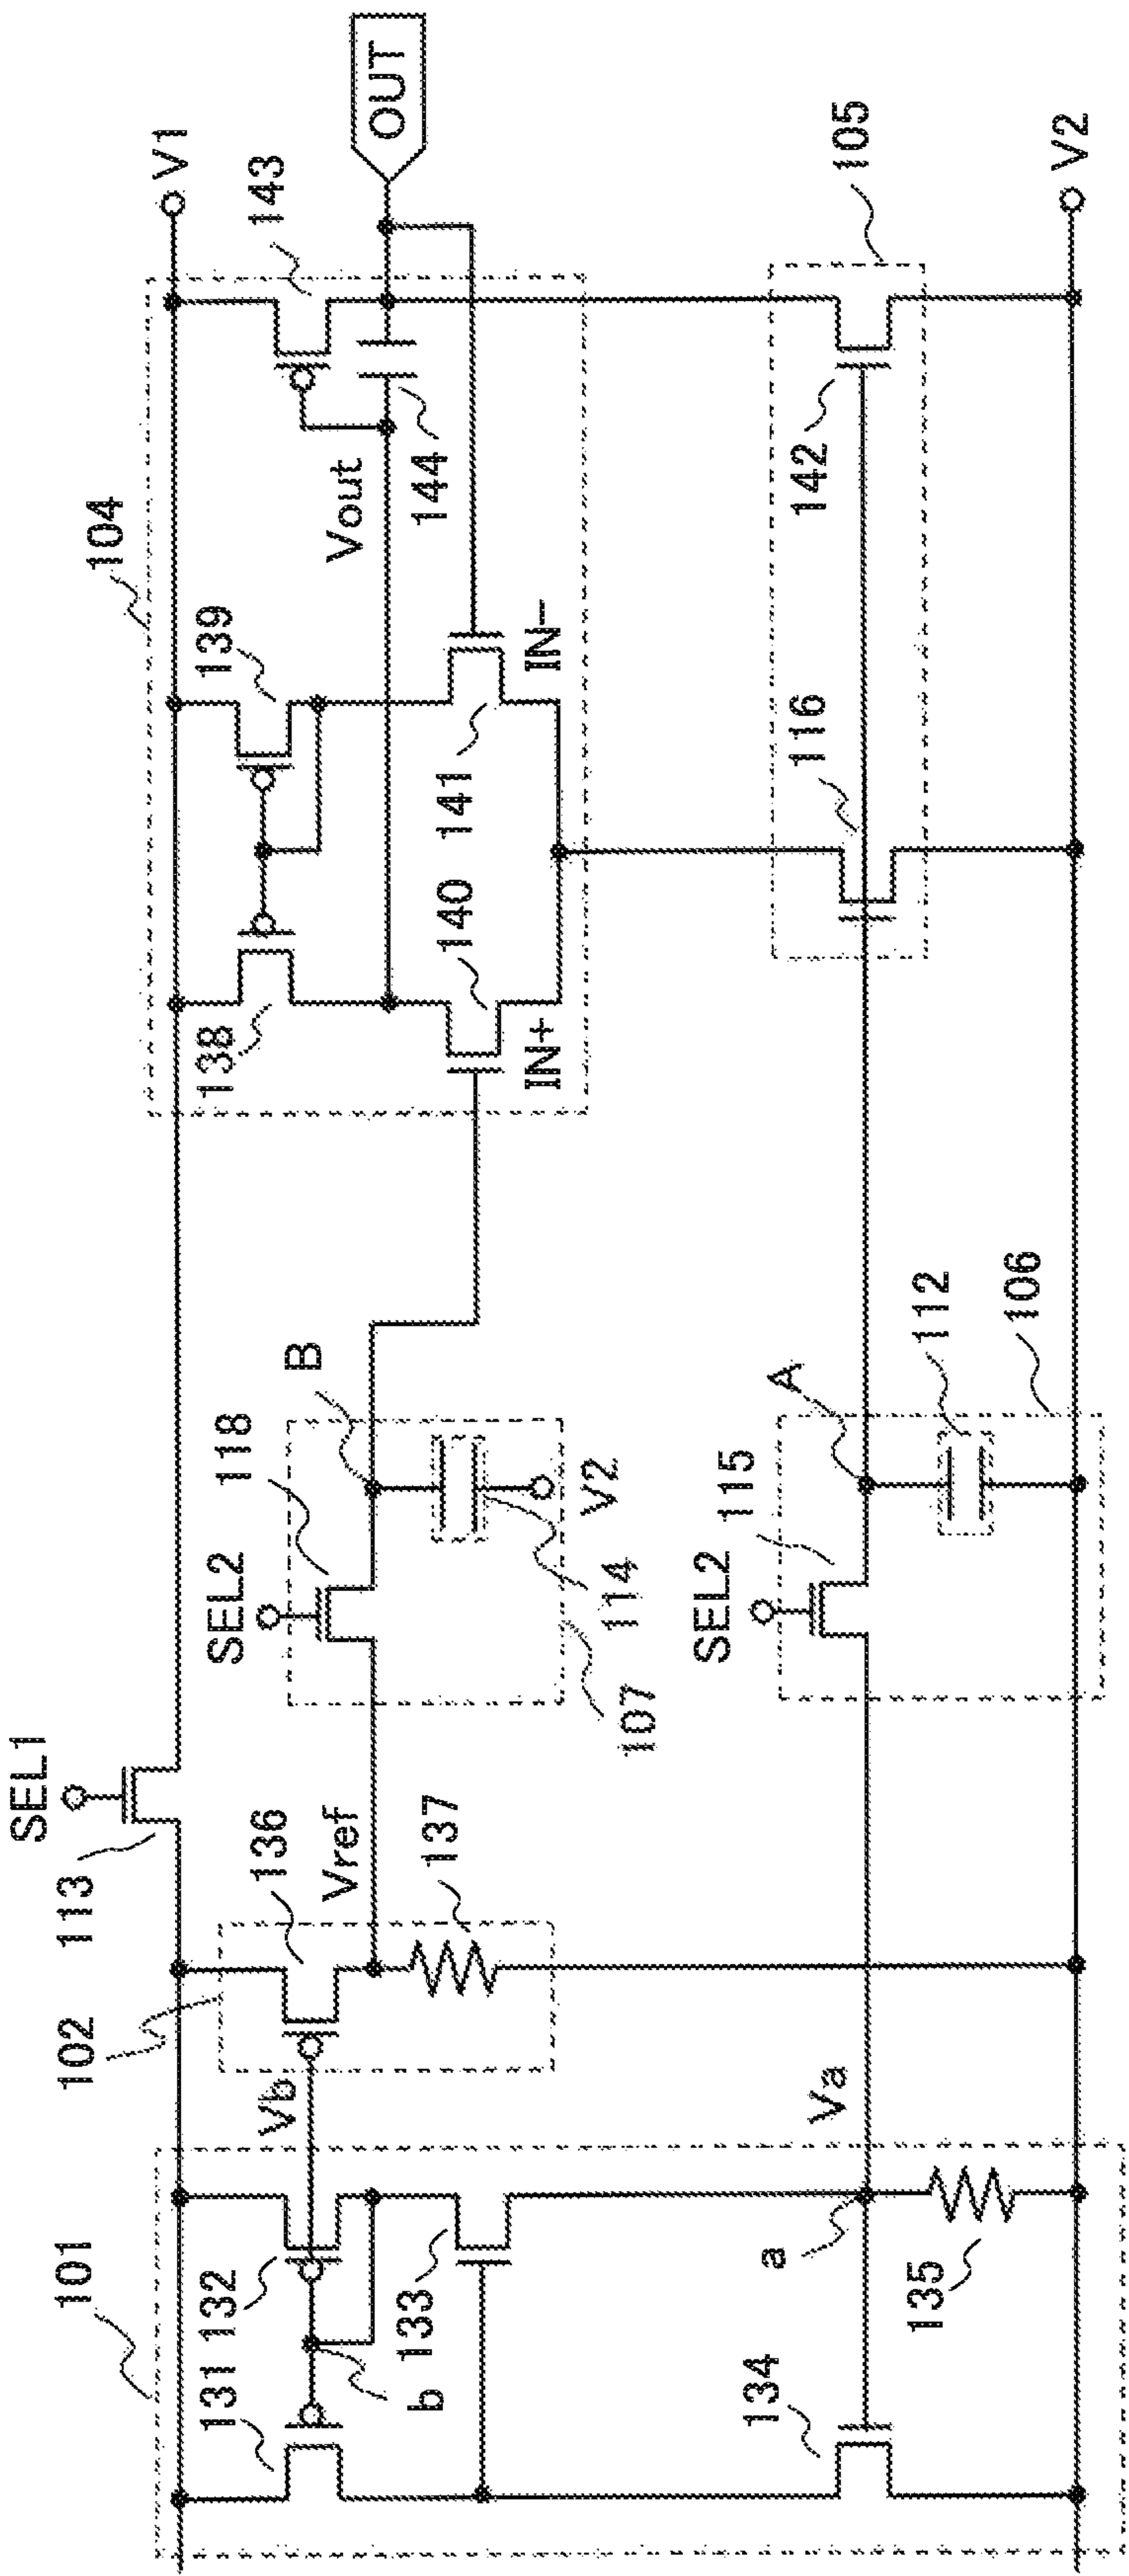 SEL1
113
V1
101
102
104
131
132
b
133
Vb
136
Vref
137
SEL2
118
B
114
V2
107
138
139
140
141
IN+
IN-
Vout
143
144
OUT
134
a
135
Va
SEL2
115
A
112
106
116
142
105
V2